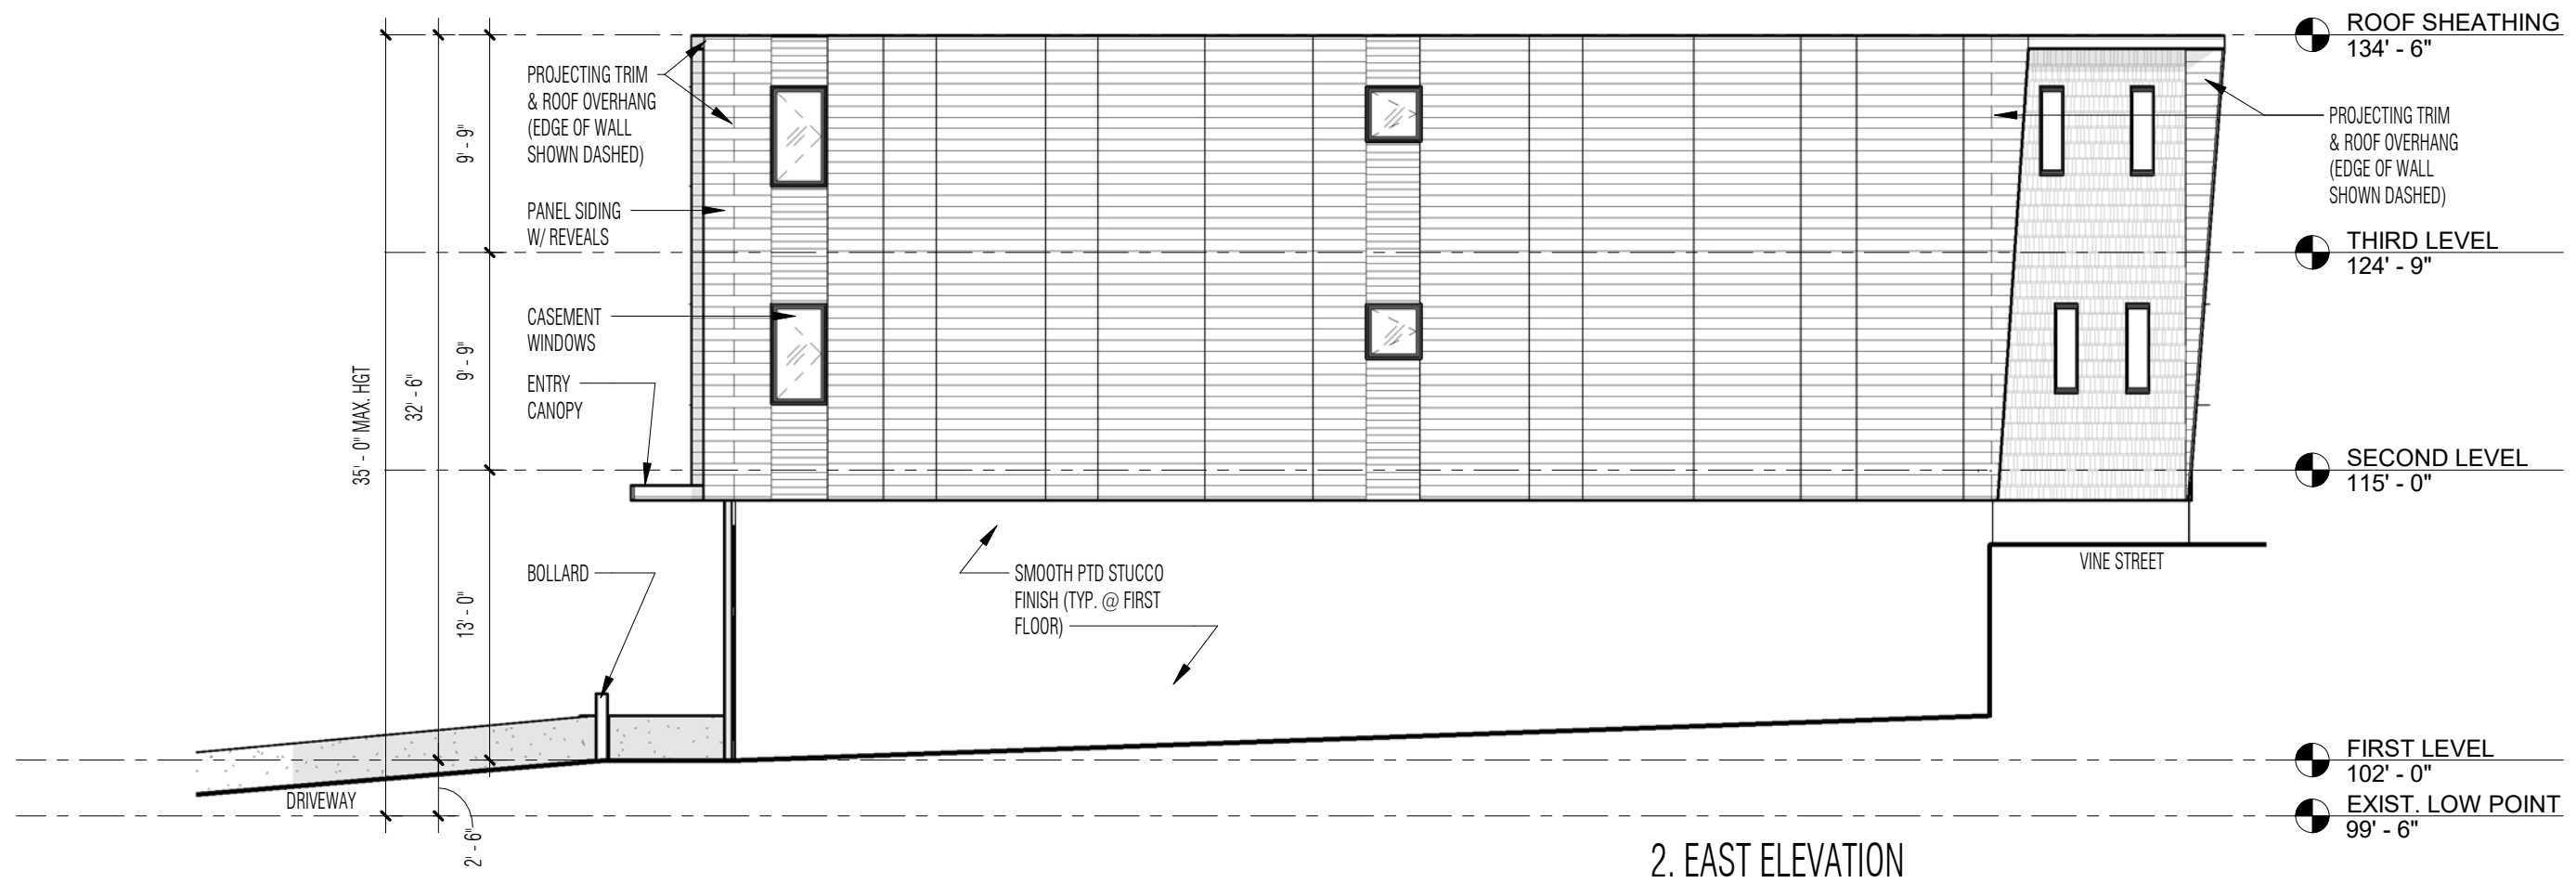 ROOF SHEATHING
134' - 6"
PROJECTING TRIM
& ROOF OVERHANG
(EDGE OF WALL
SHOWN DASHED)
PROJECTING TRIM
& ROOF OVERHANG
(EDGE OF WALL
SHOWN DASHED)
9' - 9"
PANEL SIDING
W/ REVEALS
THIRD LEVEL
124' - 9"
CASEMENT
WINDOWS
9' - 9"
ENTRY
CANOPY
35' - 0" MAX. HGT
32' - 6"
SECOND LEVEL
115' - 0"
VINE STREET
BOLLARD
SMOOTH PTD STUCCO
FINISH (TYP. @ FIRST
FLOOR)
13' - 0"
FIRST LEVEL
102' - 0"
DRIVEWAY
EXIST. LOW POINT
99' - 6"
2' - 6"
2. EAST ELEVATION